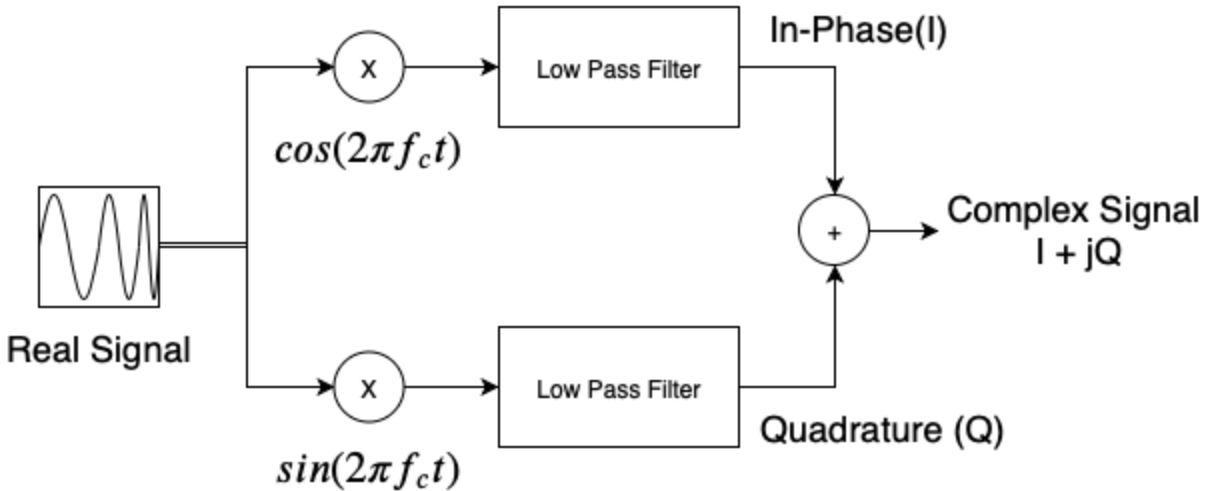 In-Phase(I)
x
Low Pass Filter
cos(2πf_ct)
Complex Signal
+
I + jQ
Real Signal
x
Low Pass Filter
Quadrature (Q)
sin(2πf_ct)